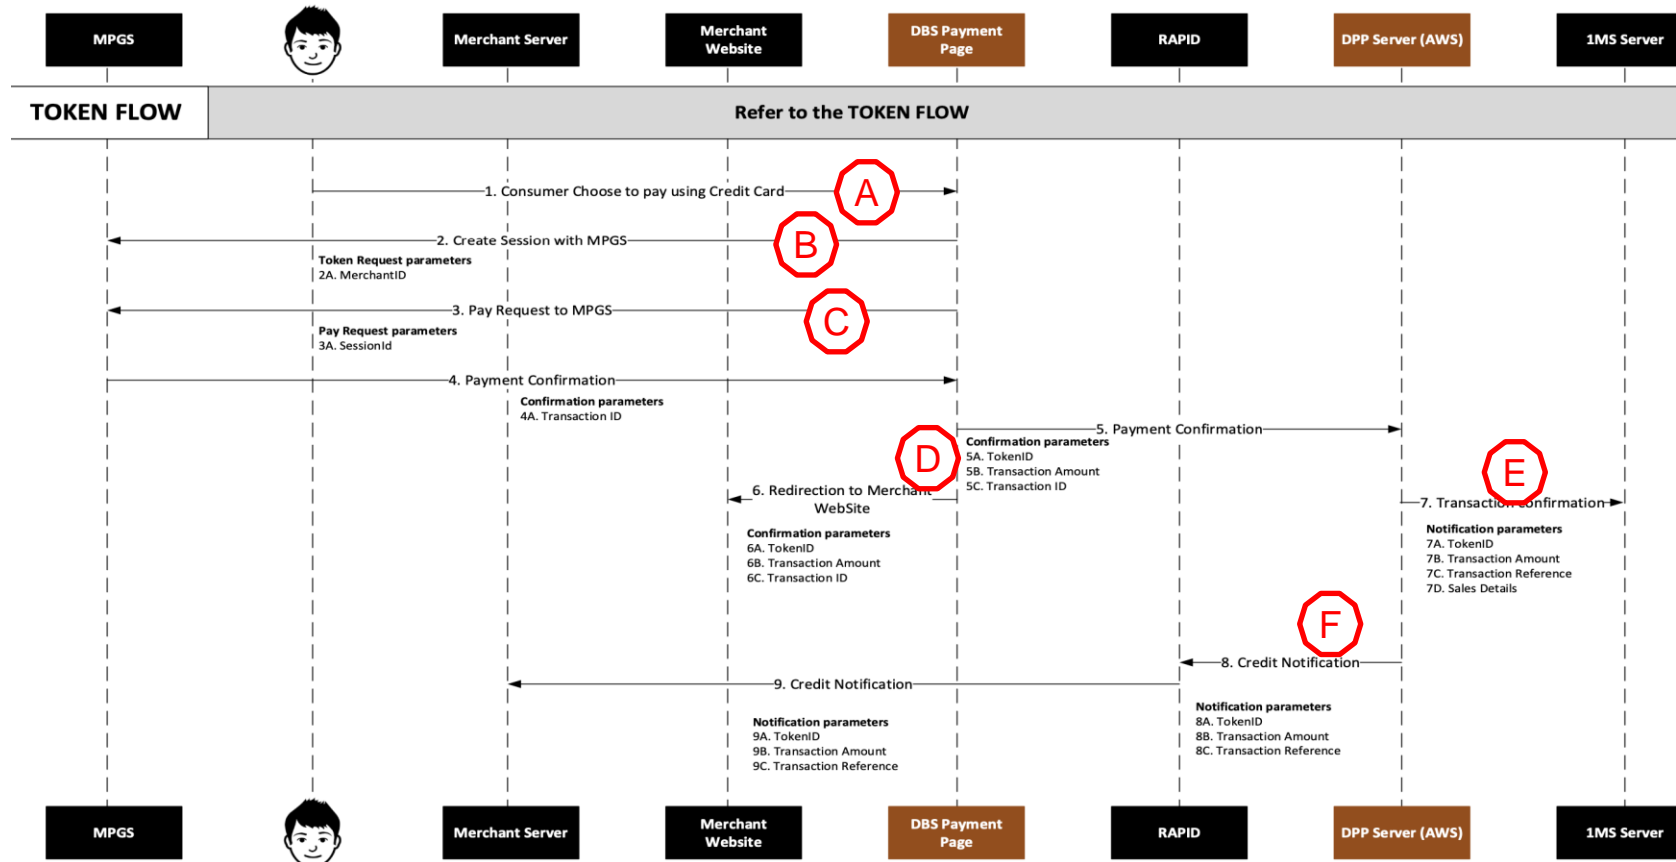 MPGS
Merchant Server
Merchant
Website
DBS Payment
Page
RAPID
DPP Server (AWS)
1MS Server
TOKEN FLOW
Refer to the TOKEN FLOW
1. Consumer Choose to pay using Credit Card
A
2. Create Session with MPGS
B
Token Request parameters
2A. MerchantID
3. Pay Request to MPGS
C
Pay Request parameters
3A. SessionId
4. Payment Confirmation
Confirmation parameters
4A. Transaction ID
5. Payment Confirmation
D
Confirmation parameters
5A. TokenID
5B. Transaction Amount
5C. Transaction ID
E
6. Redirection to Merchant
WebSite
7. Transaction Confirmation
Confirmation parameters
6A. TokenID
6B. Transaction Amount
6C. Transaction ID
Notification parameters
7A. TokenID
7B. Transaction Amount
7C. Transaction Reference
7D. Sales Details
F
8. Credit Notification
9. Credit Notification
Notification parameters
8A. TokenID
8B. Transaction Amount
8C. Transaction Reference
Notification parameters
9A. TokenID
9B. Transaction Amount
9C. Transaction Reference
MPGS
Merchant Server
Merchant
Website
DBS Payment
Page
RAPID
DPP Server (AWS)
1MS Server